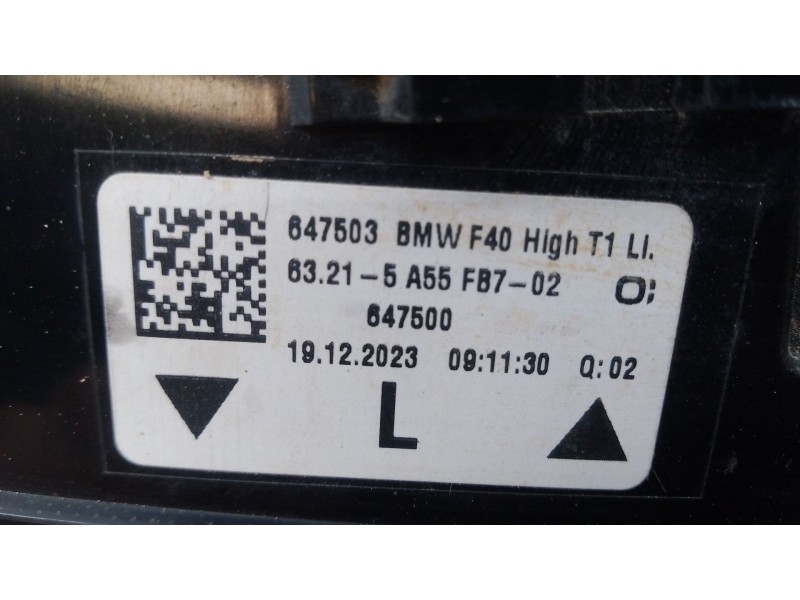 647503 BMW F40 High T1 LI.
63.21-5 A55 FB7-02
647500
19.12.2023 09:11:30 Q:02
L